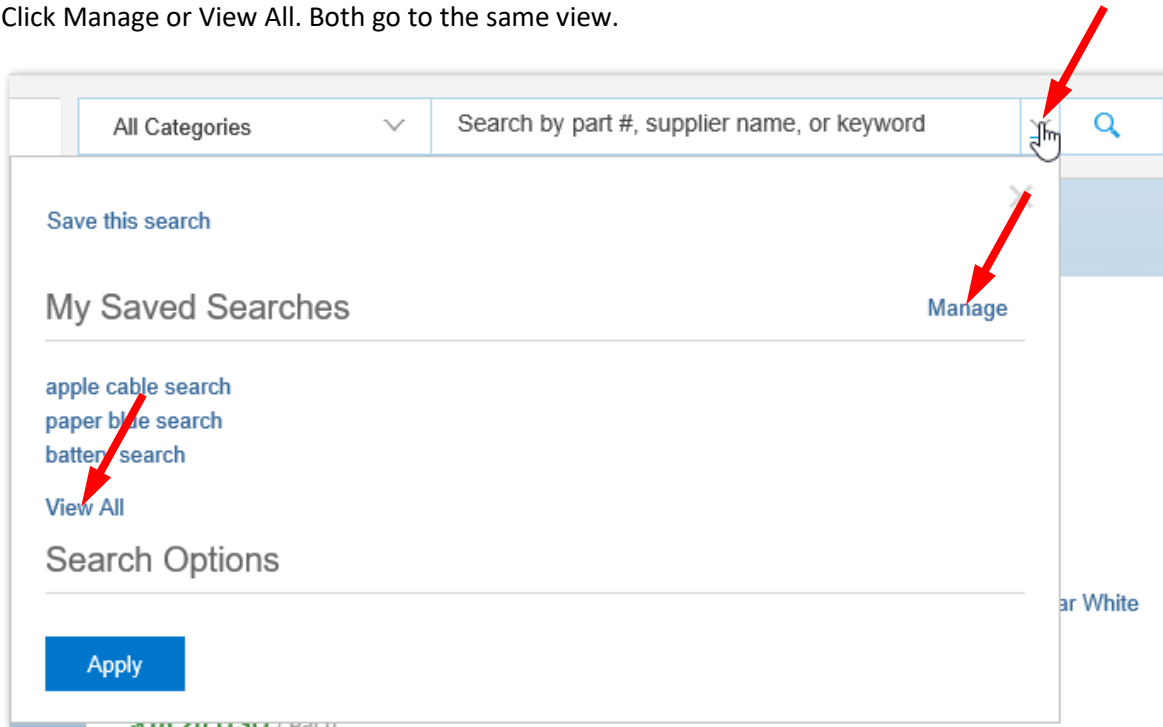 Click Manage or View All. Both go to the same view.
All Categories
Search by part #, supplier name, or keyword
Save this search
My Saved Searches
Manage
apple cable search
paper blue search
battery search
View All
Search Options
ar White
Apply